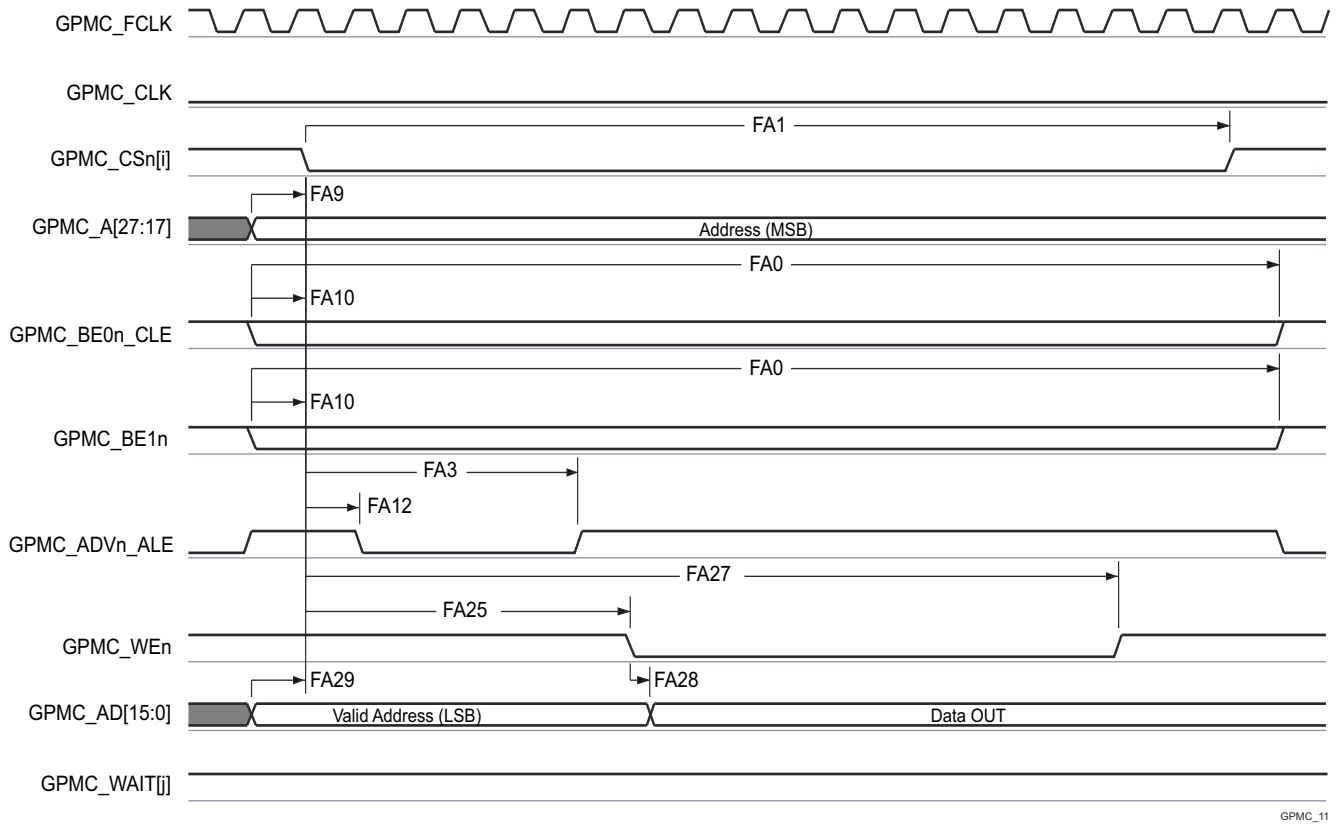 GPMC_FCLK
GPMC_CLK
FA1
GPMC_CSn[i]
FA9
GPMC_A[27:17]
Address (MSB)
FA0
FA10
GPMC_BE0n_CLE
FA0
FA10
GPMC_BE1n
FA3
FA12
GPMC_ADVn_ALE
FA27
FA25
GPMC_WEn
FA29
FA28
GPMC_AD[15:0]
Valid Address (LSB)
Data OUT
GPMC_WAIT[j]
GPMC_11